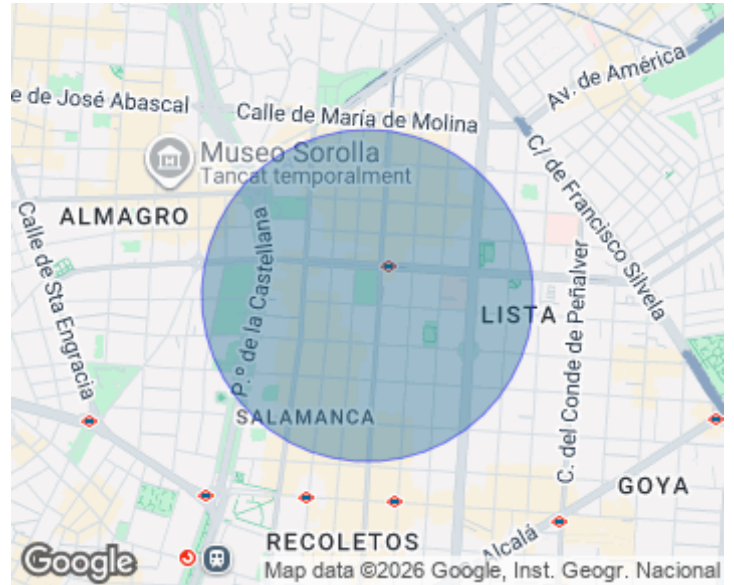 Av. de América
e de José Abascal
Calle de María de Molina
Museo Sorolla
Tancat temporalment
C/ de Francisco Silvela
ALMAGRO
Calle de Sta Engracia
P.º de la Castellana
C. del Conde de Peñalver
LISTA
SALAMANCA
GOYA
RECOLETOS
Alcalá
Google
Map data ©2026 Google, Inst. Geogr. Nacional